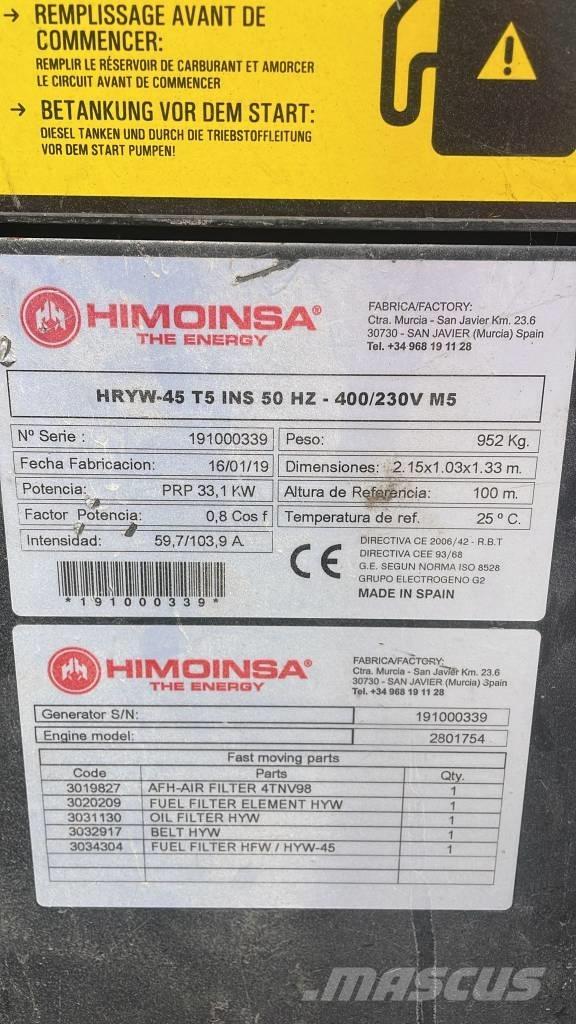 → REMPLISSAGE AVANT DE
COMMENCER:
REMPLIR LE RÉSERVOIR DE CARBURANT ET AMORCER
LE CIRCUIT AVANT DE COMMENCER
→ BETANKUNG VOR DEM START:
DIESEL TANKEN UND DURCH DIE TRIEBSTOFFLEITUNG
VOR DEM START PUMPEN!
HIMOINSA®
THE ENERGY
FABRICA/FACTORY:
Ctra. Murcia - San Javier Km. 23.6
30730 - SAN JAVIER (Murcia) Spain
Tel. +34 968 19 11 28
HRYW-45 T5 INS 50 HZ - 400/230V M5
Nº Serie : 191000339 Peso: 952 Kg.
Fecha Fabricacion: 16/01/19 Dimensiones: 2.15x1.03x1.33 m.
Potencia: PRP 33,1 KW Altura de Referencia: 100 m.
Factor Potencia: 0,8 Cos f Temperatura de ref. 25 º C.
Intensidad: 59,7/103,9 A
*191000339*
CE
DIRECTIVA CE 2006/42 - R.B.T
DIRECTIVA CEE 93/68
G.E. SEGUN NORMA ISO 8528
GRUPO ELECTROGENO G2
MADE IN SPAIN
HIMOINSA®
THE ENERGY
FABRICA/FACTORY:
Ctra. Murcia - San Javier Km. 23.6
30730 - SAN JAVIER (Murcia) Spain
Tel. +34 968 19 11 28
Generator S/N: 191000339
Engine model: 2801754
Fast moving parts
Code Parts Qty.
3019827 AFH-AIR FILTER 4TNV98 1
3020209 FUEL FILTER ELEMENT HYW 1
3031130 OIL FILTER HYW 1
3032917 BELT HYW 1
3034304 FUEL FILTER HFW / HYW-45 1
MASCUS